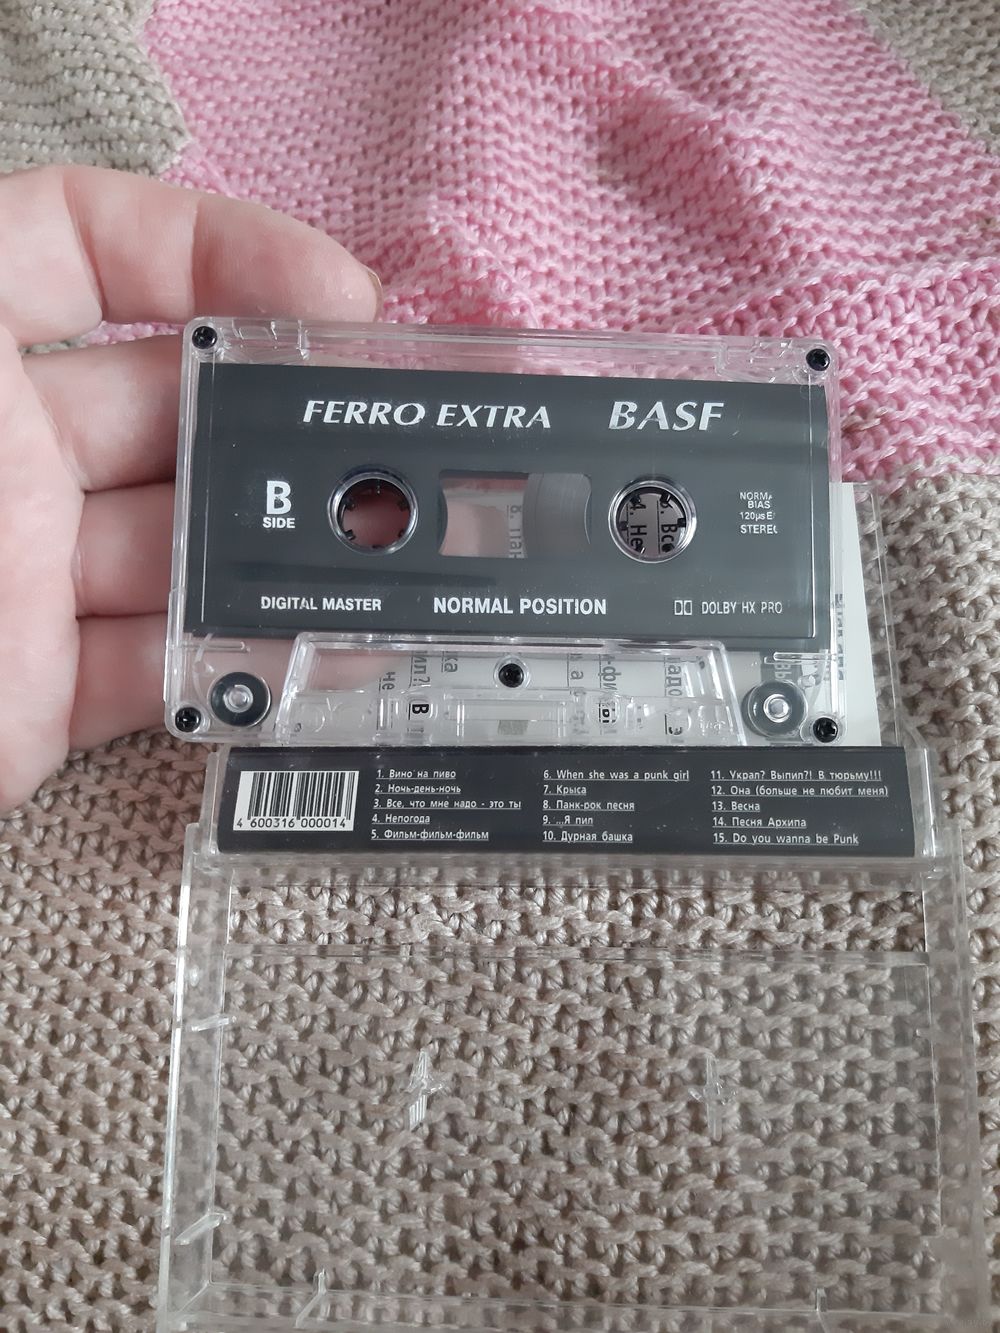 FERRO EXTRA BASF
B
SIDE
BIAS
STEREO
DIGITAL MASTER NORMAL POSITION DOLBY HX PRO
4 600316 000014
1. Вино на пиво
2. Ночь-день-ночь
3. Все, что мне надо - это ты
4. Непогода
5. Фильм-фильм-фильм
6. When she was a punk girl
7. Крыса
8. Панк-рок песня
9. ...Я пил
10. Дурная башка
11. Украл? Выпил?! В тюрьму!!!
12. Она (больше не любит меня)
13. Весна
14. Песня Архипа
15. Do you wanna be Punk